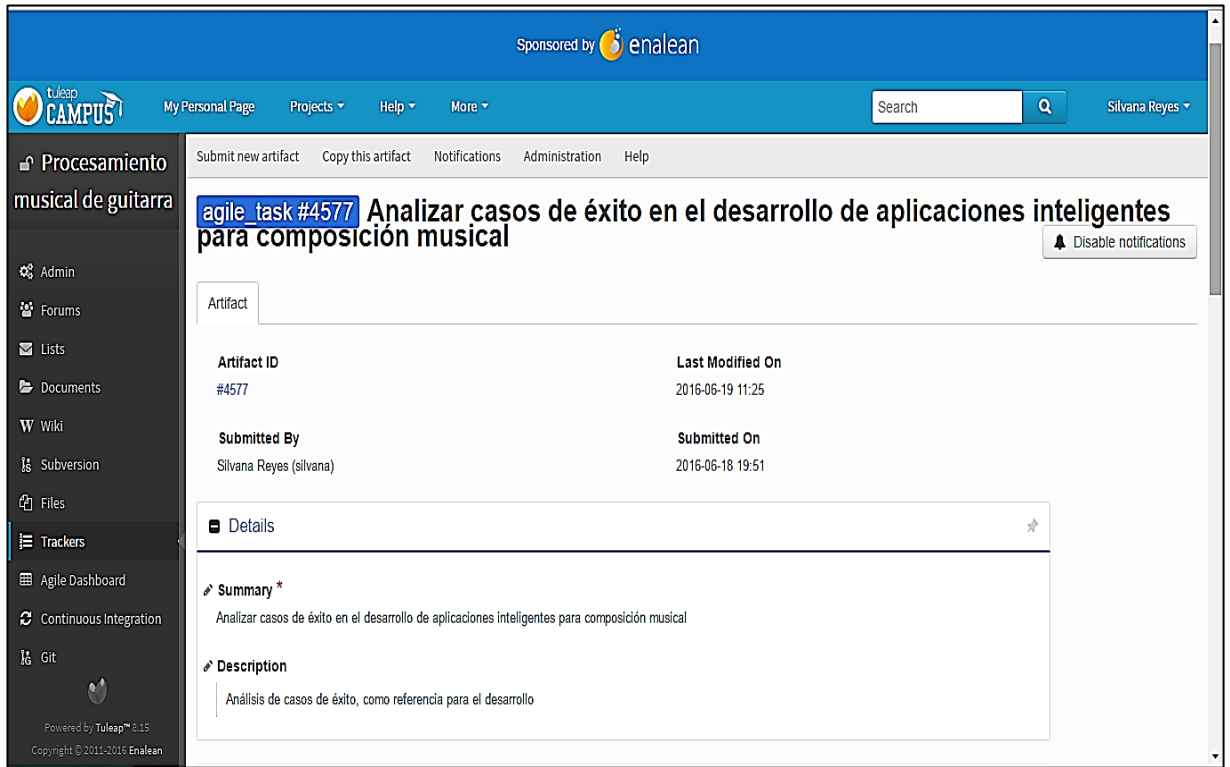 Sponsored by enalean
tuleap
CAMPUS
My Personal Page Projects Help More Search Silvana Reyes
Procesamiento
musical de guitarra
Admin
Forums
Lists
Documents
Wiki
Subversion
Files
Trackers
Agile Dashboard
Continuous Integration
Git
Powered by Tuleap™ 8.15
Copyright © 2011-2016 Enalean
Submit new artifact Copy this artifact Notifications Administration Help
agile_task #4577 Analizar casos de éxito en el desarrollo de aplicaciones inteligentes
para composición musical
Disable notifications
Artifact
Artifact ID
#4577
Last Modified On
2016-06-19 11:25
Submitted By
Silvana Reyes (silvana)
Submitted On
2016-06-18 19:51
Details
Summary *
Analizar casos de éxito en el desarrollo de aplicaciones inteligentes para composición musical
Description
Análisis de casos de éxito, como referencia para el desarrollo